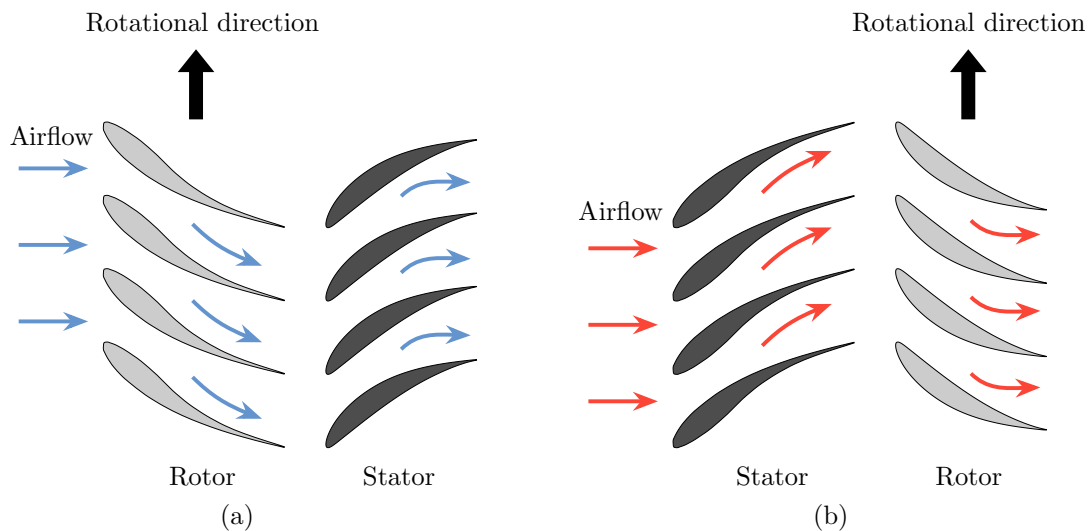 Rotational direction
Airflow
Rotor
Stator
(a)
Rotational direction
Airflow
Stator
Rotor
(b)